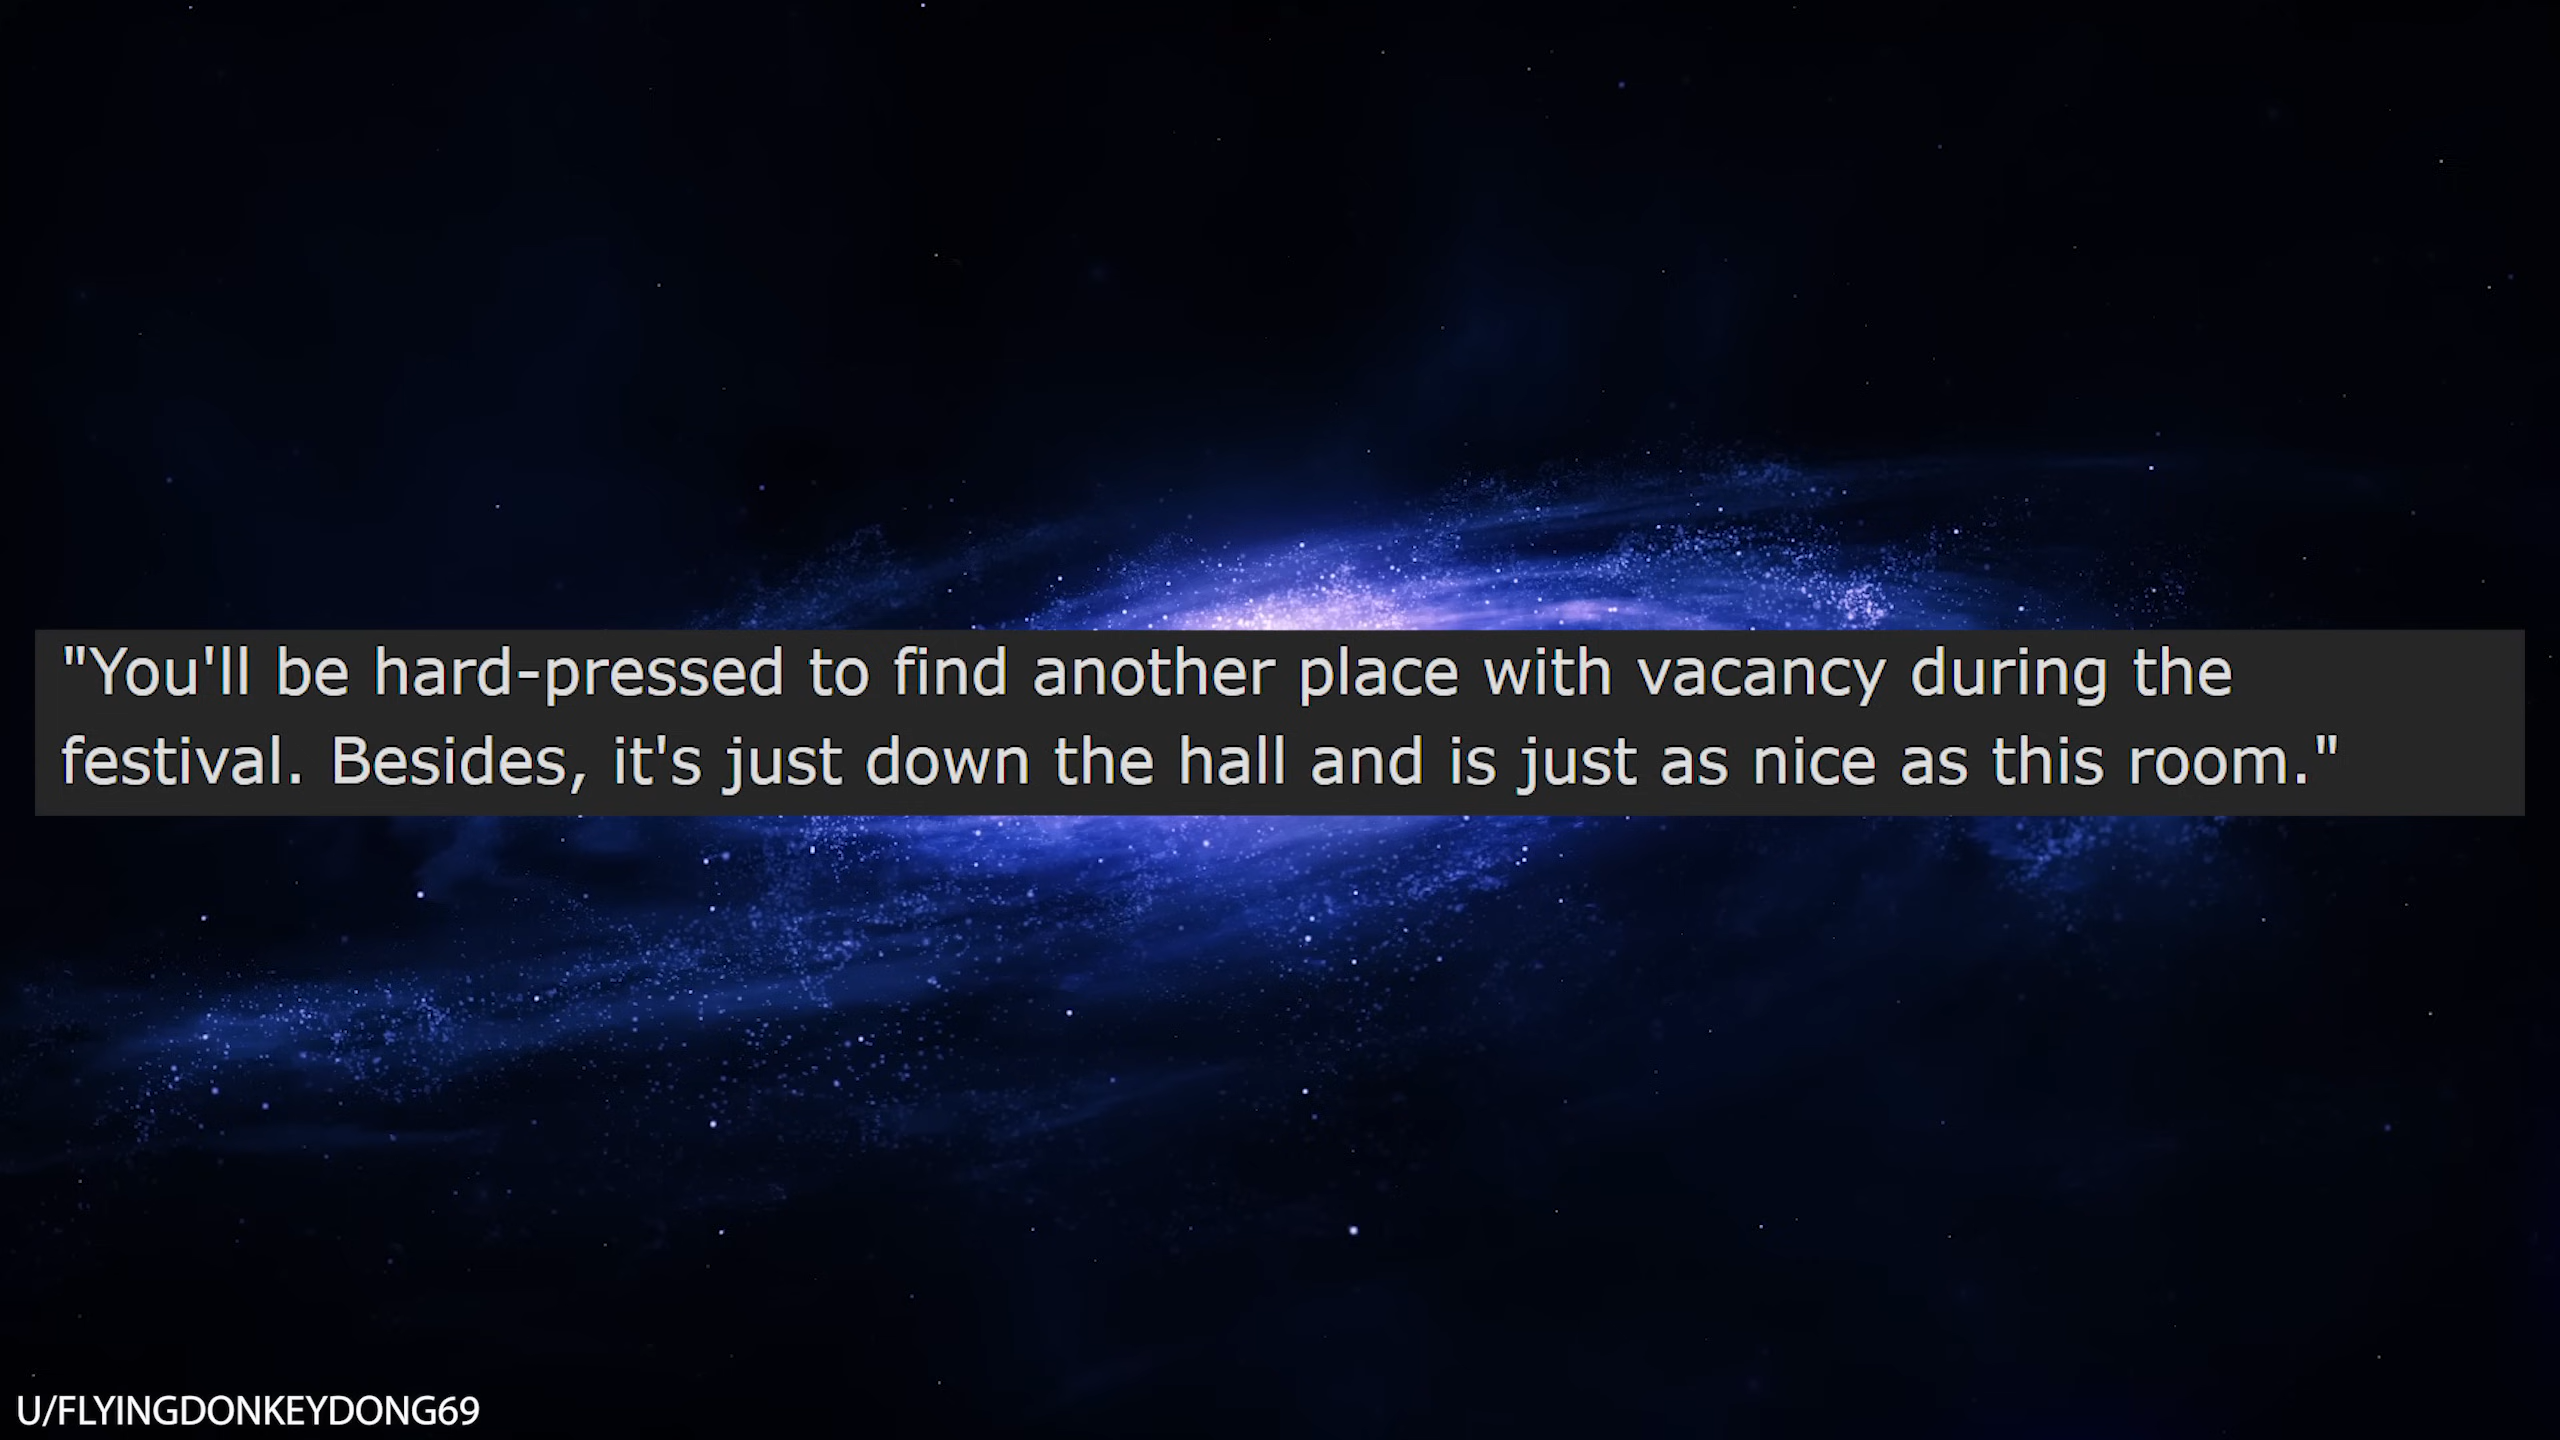 "You'll be hard-pressed to find another place with vacancy during the
festival. Besides, it's just down the hall and is just as nice as this room."
U/FLYINGDONKEYDONG69